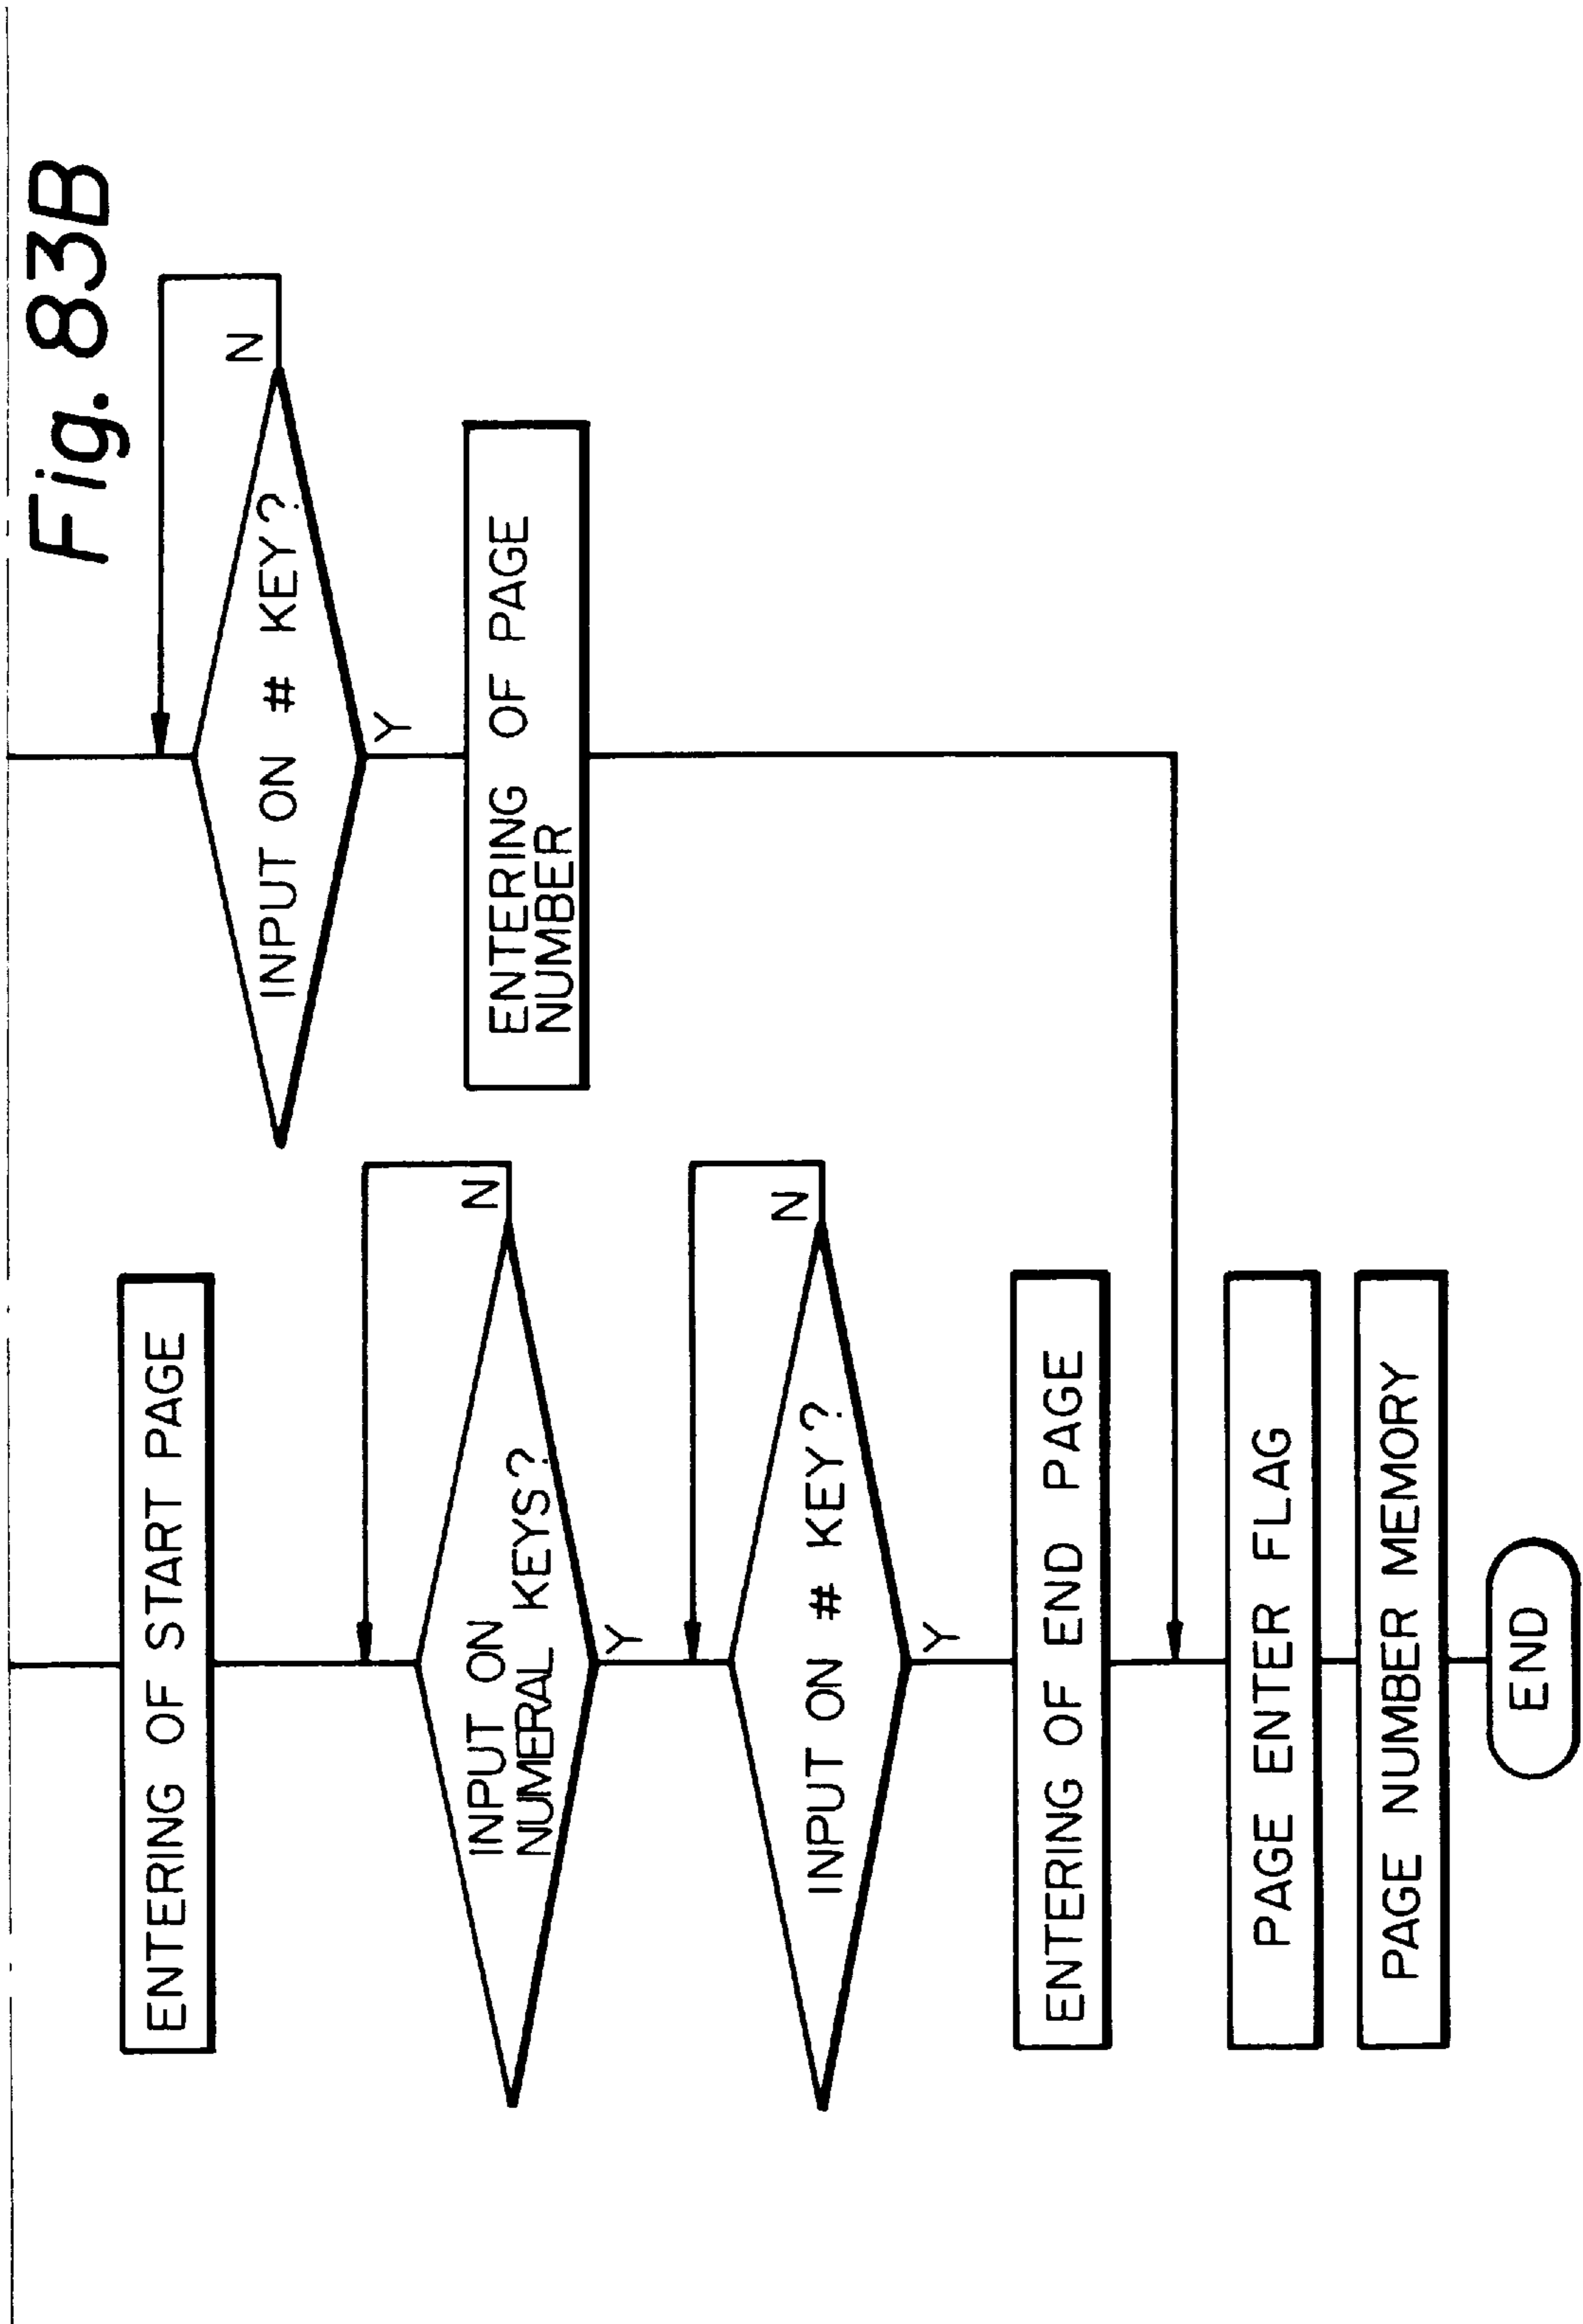 Fig. 83B
ENTERING OF START PAGE
INPUT ON
NUMERAL KEYS?
N
Y
INPUT ON # KEY?
N
Y
ENTERING OF END PAGE
INPUT ON # KEY?
N
Y
ENTERING OF PAGE
NUMBER
PAGE ENTER FLAG
PAGE NUMBER MEMORY
END